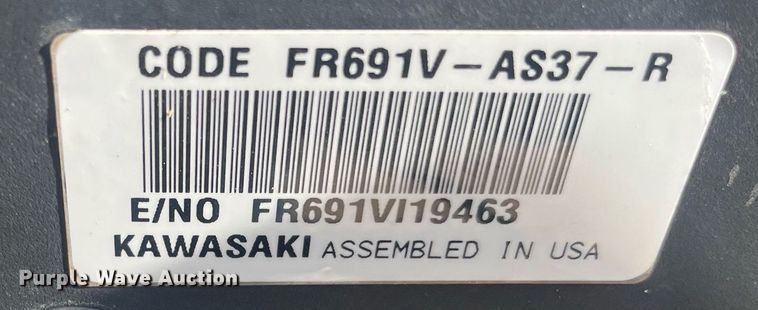 CODE FR691V-AS37-R
E/NO FR691VI19463
KAWASAKI ASSEMBLED IN USA
Purple Wave Auction